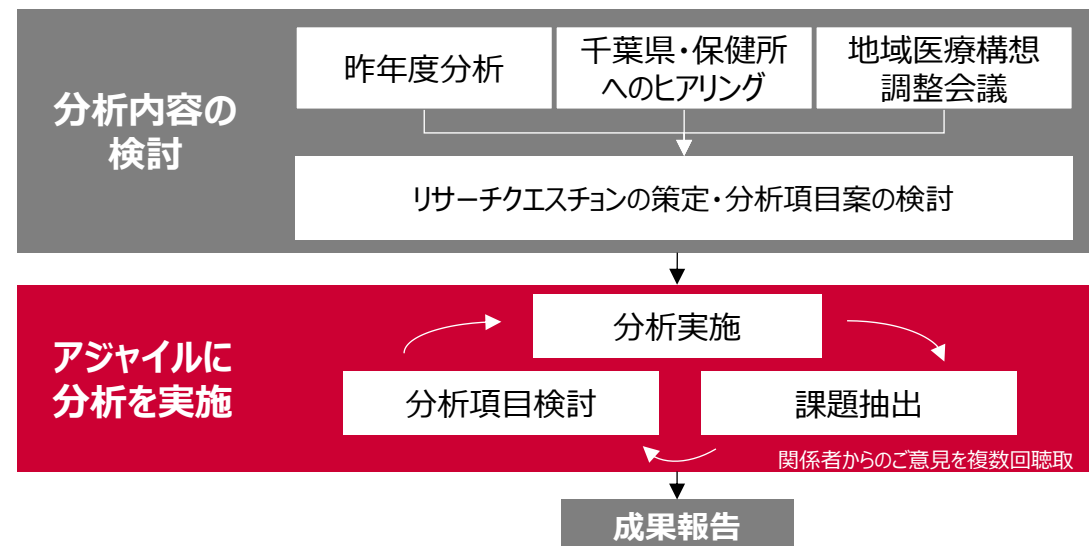 分析内容の
検討
昨年度分析
千葉県・保健所
へのヒアリング
地域医療構想
調整会議
リサーチクエスチョンの策定・分析項目案の検討
アジャイルに
分析を実施
分析実施
分析項目検討
課題抽出
関係者からのご意見を複数回聴取
成果報告